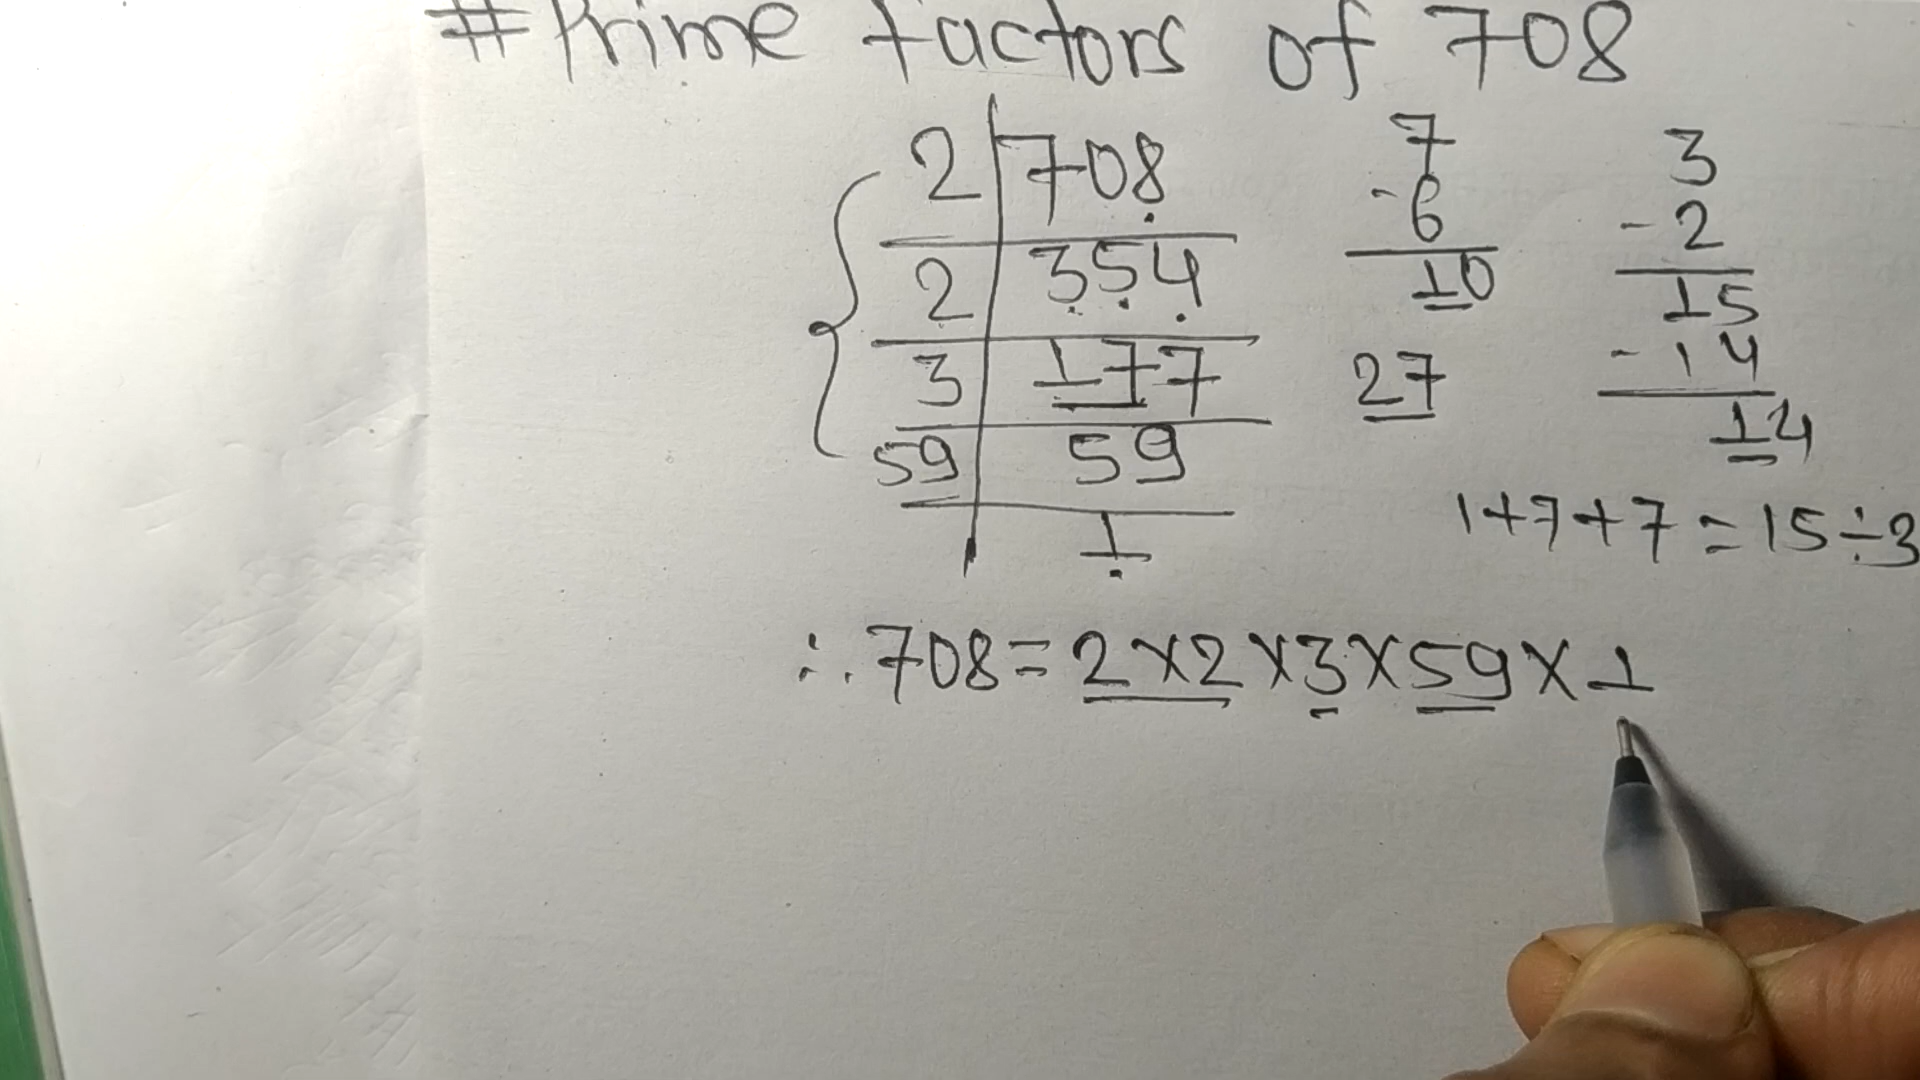 # Prime factors of 708
2 | 708
2 | 354
3 | 177
59 | 59
1
7
- 6
10
27
3
- 2
15
- 14
14
1+7+7=15÷3
∴ 708 = 2×2×3×59×1